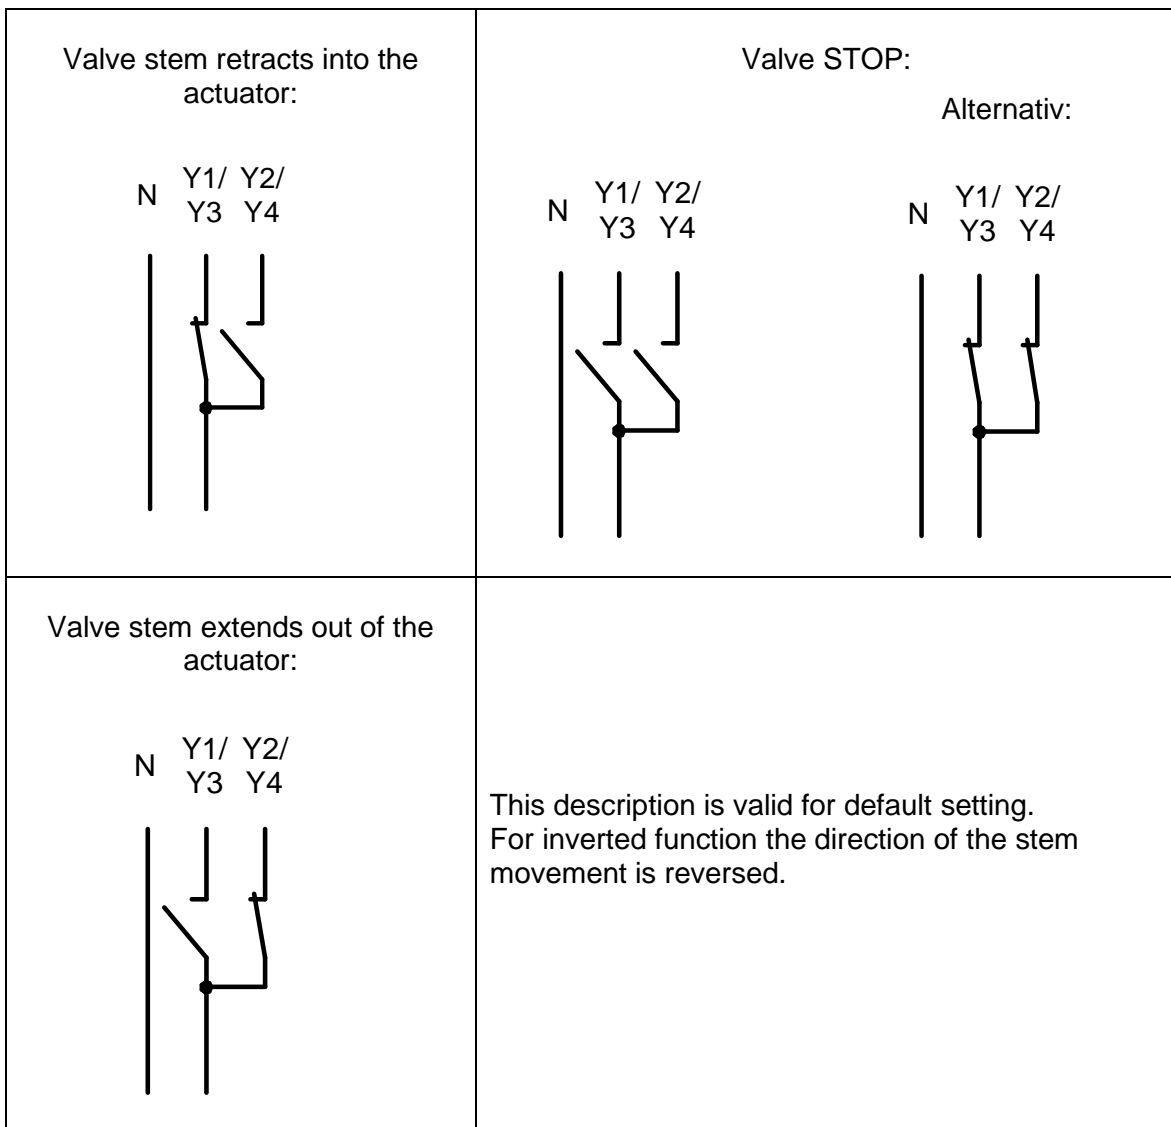 Valve stem retracts into the
actuator:
N Y1/ Y2/
Y3 Y4
Valve STOP:
Alternativ:
N Y1/ Y2/
Y3 Y4
N Y1/ Y2/
Y3 Y4
Valve stem extends out of the
actuator:
N Y1/ Y2/
Y3 Y4
This description is valid for default setting.
For inverted function the direction of the stem
movement is reversed.